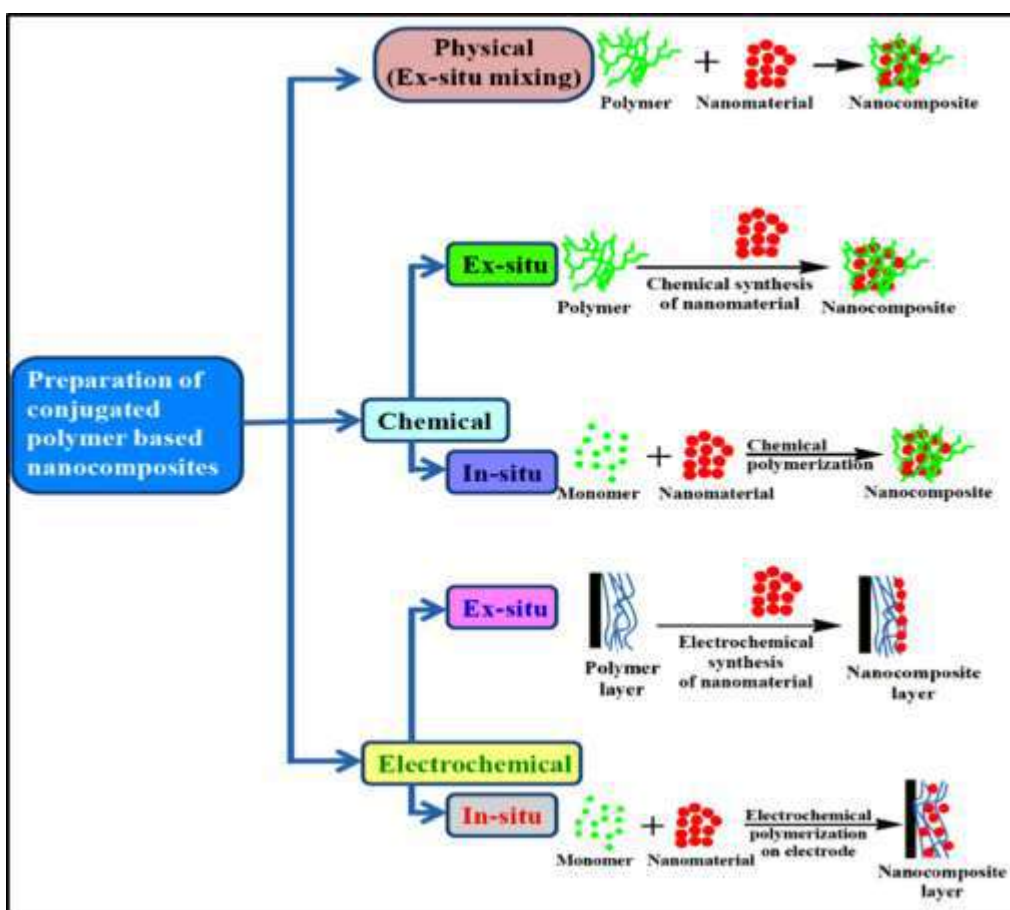 Physical
(Ex-situ mixing)
+
Polymer
Nanomaterial
Nanocomposite
Ex-situ
Polymer
Chemical synthesis
of nanomaterial
Nanocomposite
Preparation of
conjugated
polymer based
nanocomposites
Chemical
In-situ
+
Monomer
Nanomaterial
Chemical
polymerization
Nanocomposite
Ex-situ
Polymer
layer
Electrochemical
synthesis
of nanomaterial
Nanocomposite
layer
Electrochemical
In-situ
+
Monomer
Nanomaterial
Electrochemical
polymerization
on electrode
Nanocomposite
layer